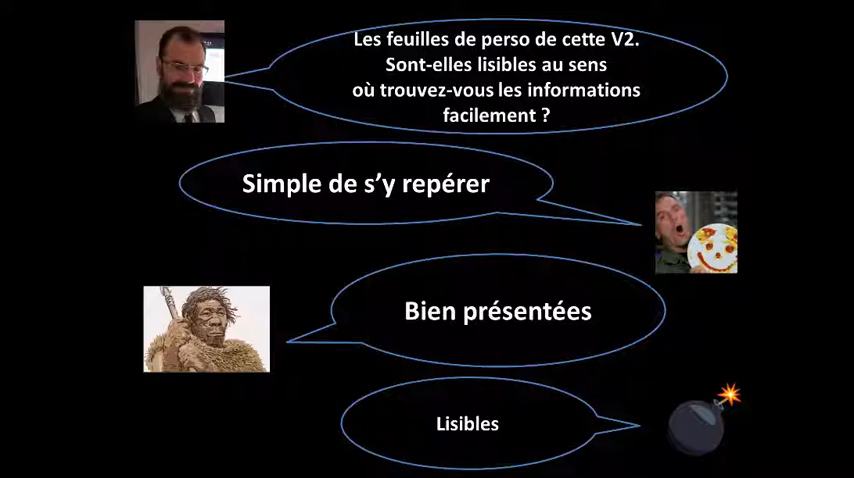 Les feuilles de perso de cette V2.
Sont-elles lisibles au sens
où trouvez-vous les informations
facilement ?
Simple de s’y repérer
Bien présentées
Lisibles